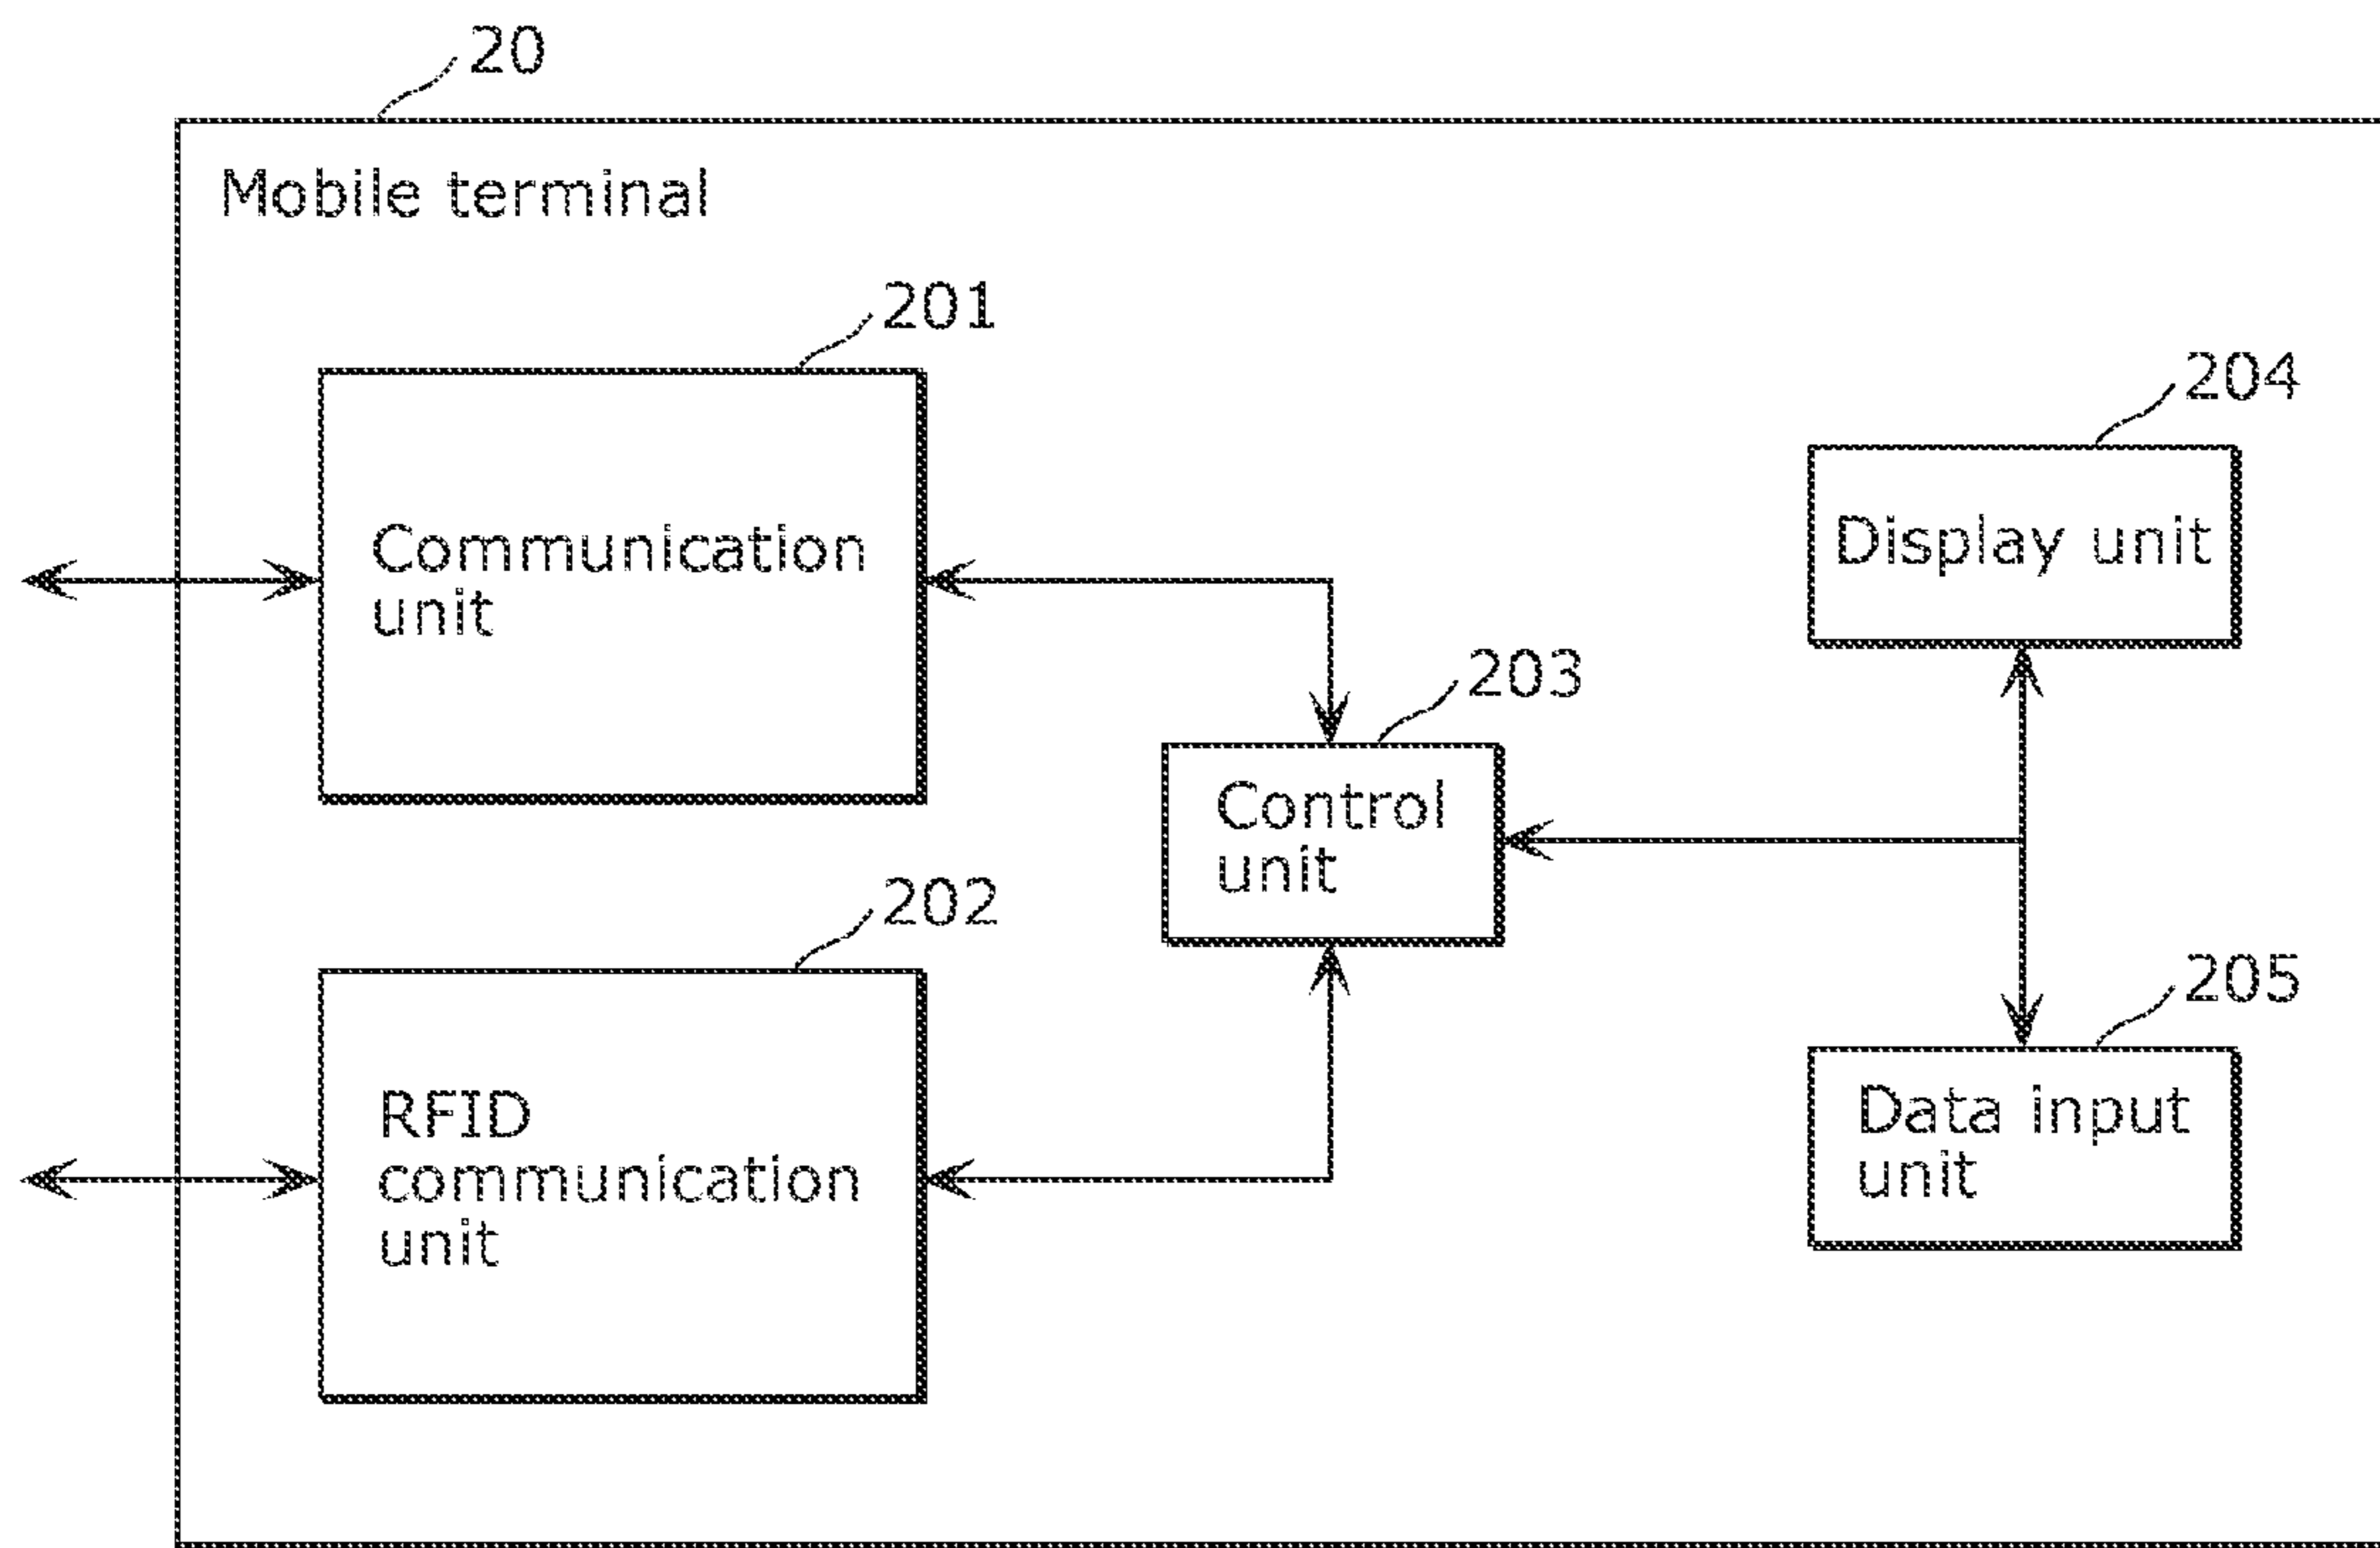 20
Mobile terminal
201
204
Communication
unit
Display unit
203
Control
unit
202
205
RFID
communication
unit
Data input
unit